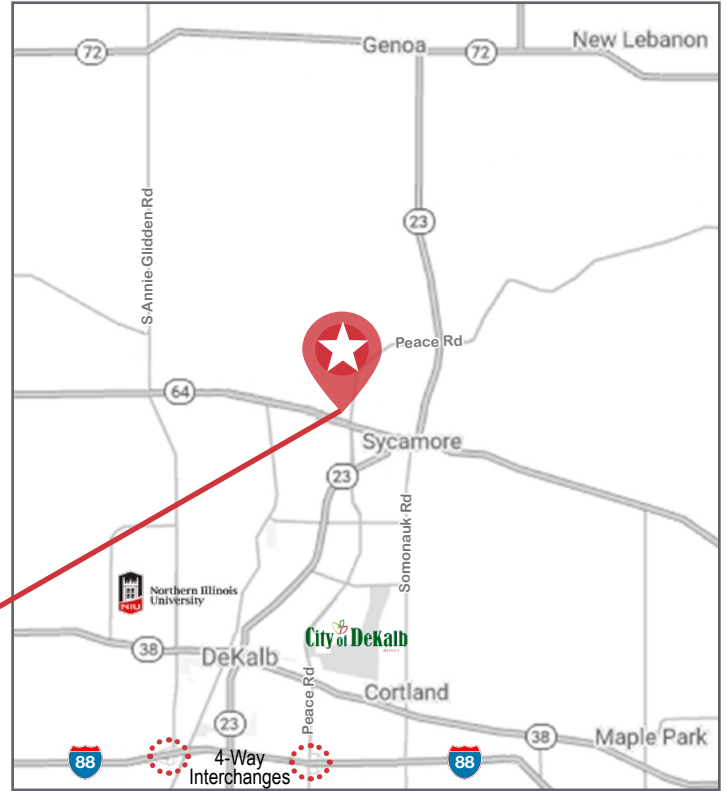 72
Genoa
72
New Lebanon
S Annie Glidden Rd
23
Peace Rd
64
Sycamore
23
Somonauk Rd
NIU
Northern Illinois
University
City of DeKalb
38
DeKalb
Peace Rd
Cortland
23
38
Maple Park
88
4-Way
Interchanges
88